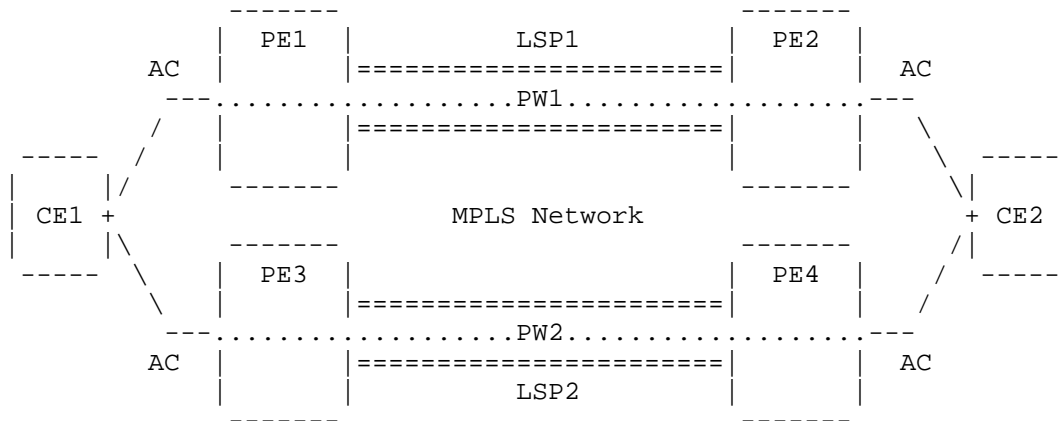 PE1 LSP1 PE2
AC AC
PW1
CE1 MPLS Network CE2
PE3 PE4
PW2
AC AC
LSP2